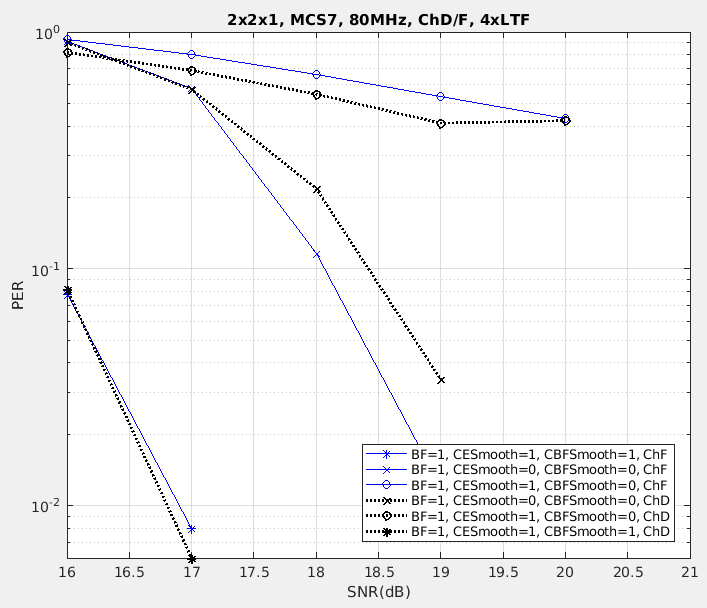 2x2x1, MCS7, 80MHz, ChD/F, 4xLTF
10^0
10^-1
10^-2
PER
BF=1, CESmooth=1, CBFSmooth=1, ChF
BF=1, CESmooth=0, CBFSmooth=0, ChF
BF=1, CESmooth=1, CBFSmooth=0, ChF
BF=1, CESmooth=0, CBFSmooth=0, ChD
BF=1, CESmooth=1, CBFSmooth=0, ChD
BF=1, CESmooth=1, CBFSmooth=1, ChD
16 16.5 17 17.5 18 18.5 19 19.5 20 20.5 21
SNR(dB)